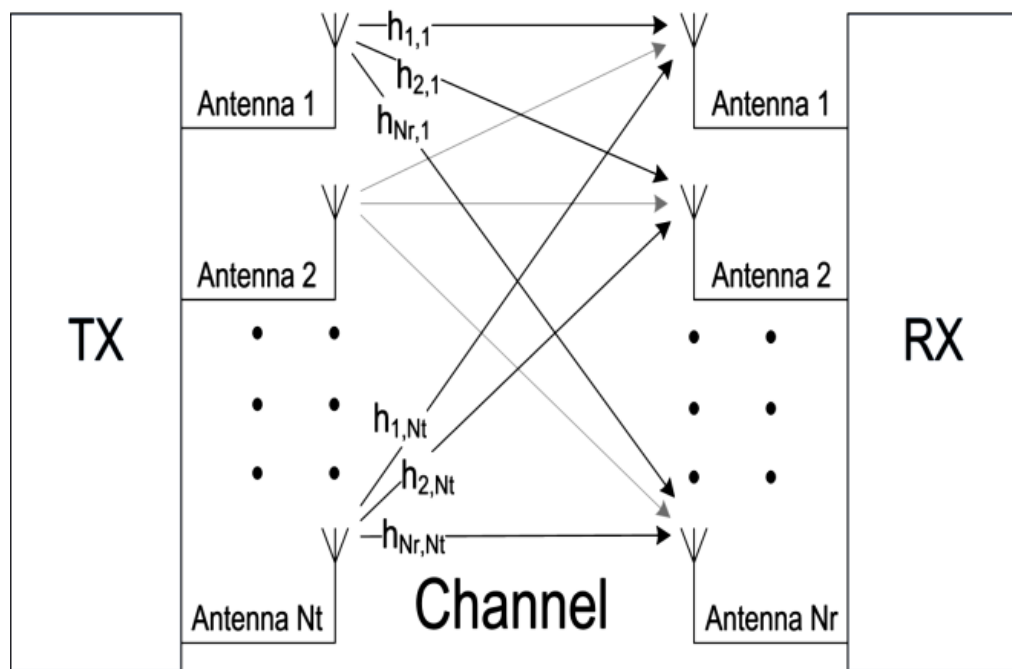 h1,1
h2,1
hNr,1
Antenna 1
Antenna 1
Antenna 2
Antenna 2
TX
RX
h1,Nt
h2,Nt
hNr,Nt
Channel
Antenna Nt
Antenna Nr